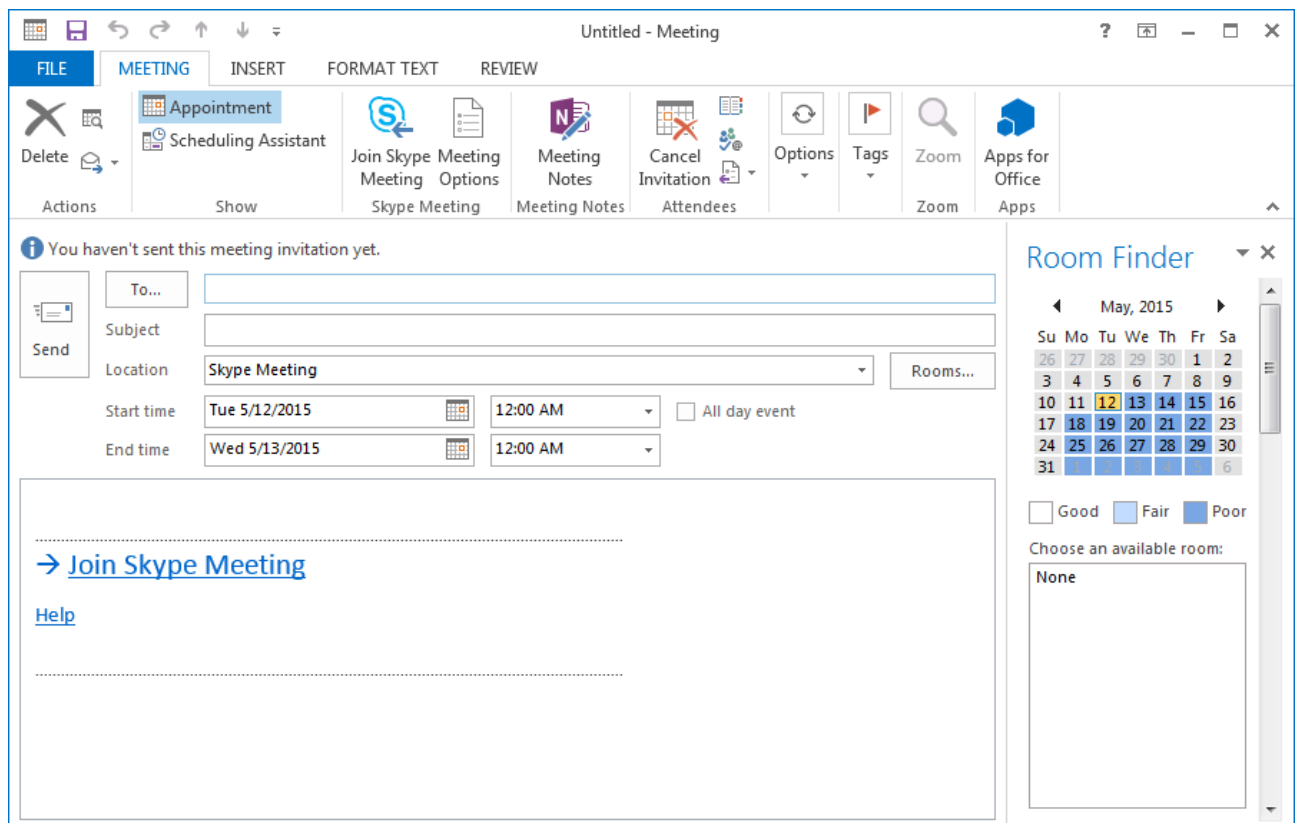 Untitled - Meeting
?
FILE MEETING INSERT FORMAT TEXT REVIEW
Delete
Actions
Appointment
Scheduling Assistant
Show
Join Skype Meeting
Meeting Options
Skype Meeting
Meeting Notes
Meeting Notes
Cancel Invitation
Attendees
Options
Tags
Zoom
Zoom
Apps for Office
Apps
You haven't sent this meeting invitation yet.
Send
To...
Subject
Location Skype Meeting Rooms...
Start time Tue 5/12/2015 12:00 AM All day event
End time Wed 5/13/2015 12:00 AM
→ Join Skype Meeting
Help
Room Finder
May, 2015
Su Mo Tu We Th Fr Sa
26 27 28 29 30 1 2
3 4 5 6 7 8 9
10 11 12 13 14 15 16
17 18 19 20 21 22 23
24 25 26 27 28 29 30
31 1 2 3 4 5 6
Good Fair Poor
Choose an available room:
None